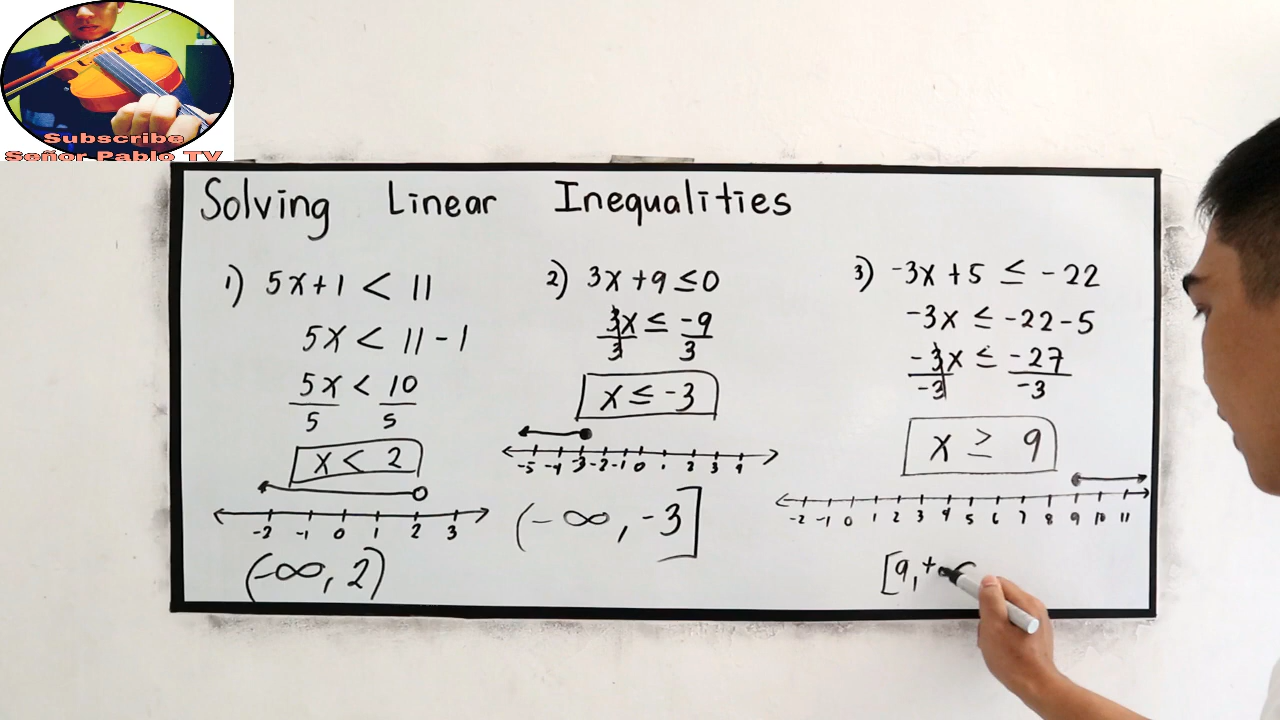 Subscribe
Señor Pablo TV
Solving Linear Inequalities
1) 5x+1 < 11
5x < 11-1
5x < 10
5 5
x < 2
-2 -1 0 1 2 3
(-∞, 2)
2) 3x+9 ≤ 0
3x ≤ -9
3 3
x ≤ -3
-5 -4 -3 -2 -1 0 1 2 3 4
(-∞, -3]
3) -3x+5 ≤ -22
-3x ≤ -22-5
-3x ≤ -27
-3 -3
x ≥ 9
-2 -1 0 1 2 3 4 5 6 7 8 9 10 11
[9, +